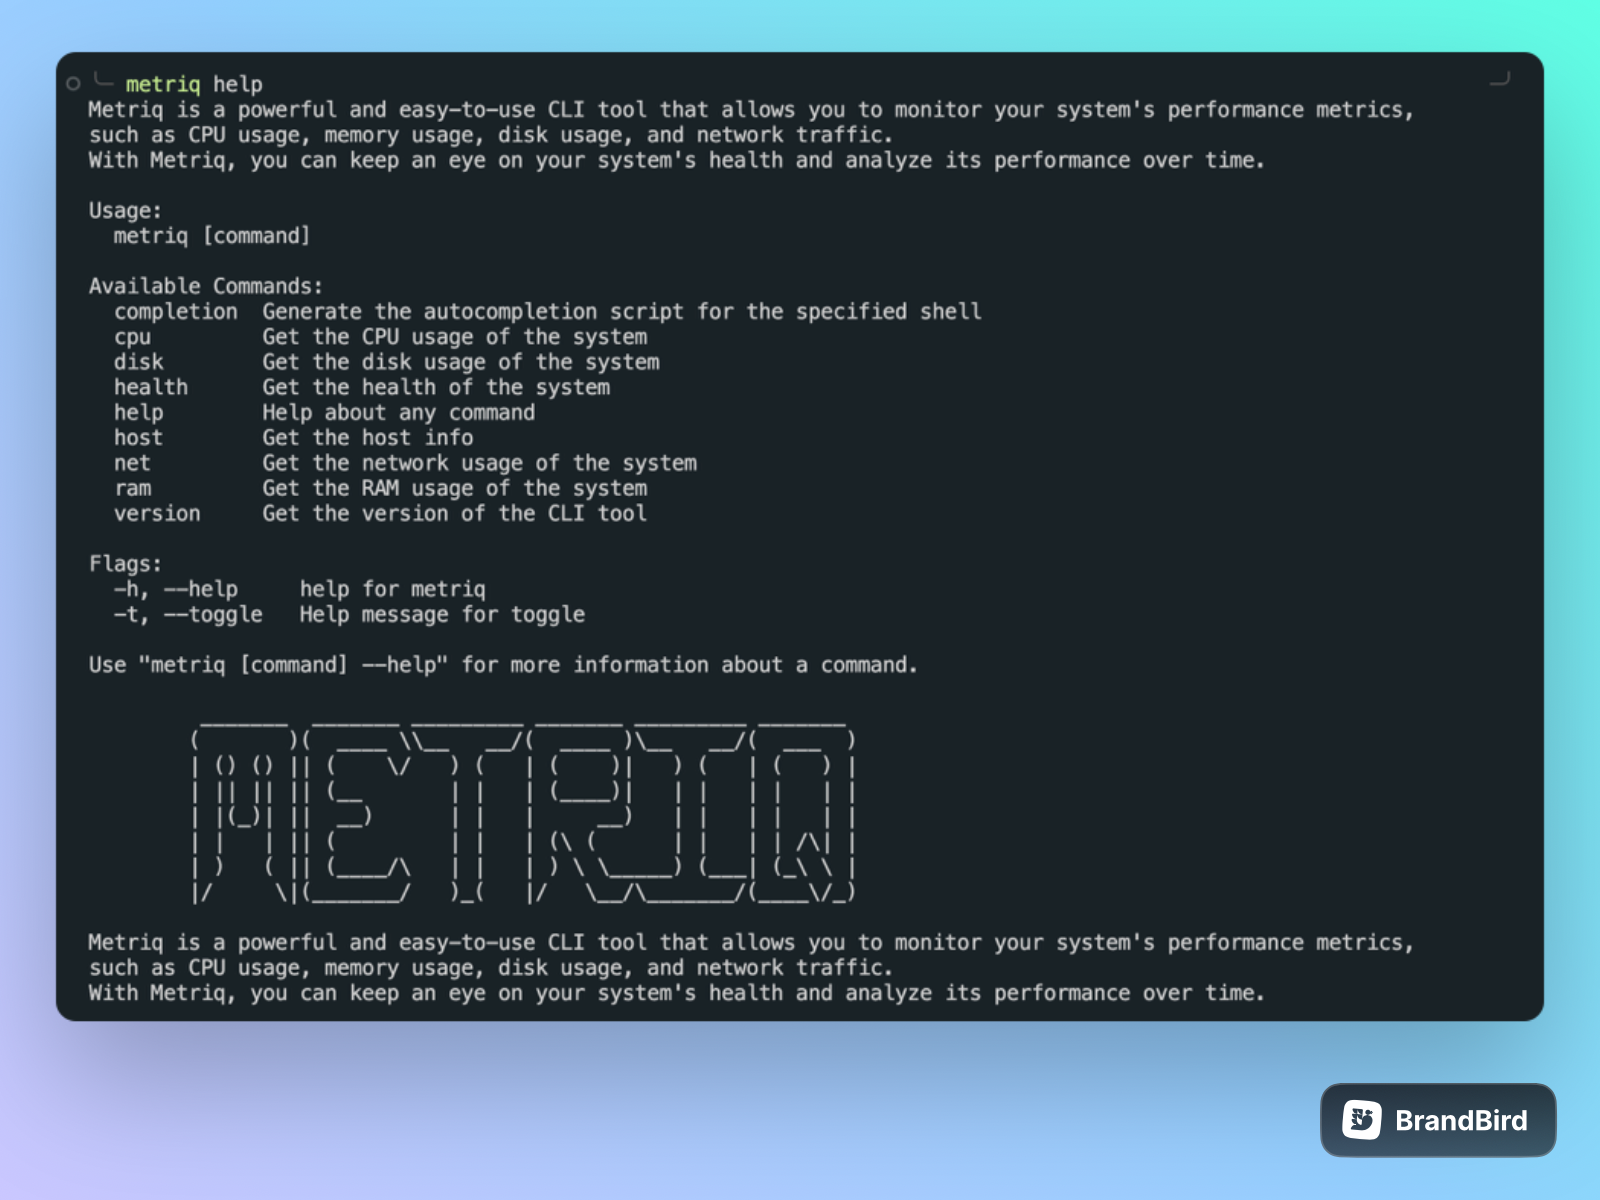 metriq help
Metriq is a powerful and easy-to-use CLI tool that allows you to monitor your system's performance metrics,
such as CPU usage, memory usage, disk usage, and network traffic.
With Metriq, you can keep an eye on your system's health and analyze its performance over time.
Usage:
  metriq [command]
Available Commands:
  completion  Generate the autocompletion script for the specified shell
  cpu         Get the CPU usage of the system
  disk        Get the disk usage of the system
  health      Get the health of the system
  help        Help about any command
  host        Get the host info
  net         Get the network usage of the system
  ram         Get the RAM usage of the system
  version     Get the version of the CLI tool
Flags:
  -h, --help     help for metriq
  -t, --toggle   Help message for toggle
Use "metriq [command] --help" for more information about a command.
METRIQ
Metriq is a powerful and easy-to-use CLI tool that allows you to monitor your system's performance metrics,
such as CPU usage, memory usage, disk usage, and network traffic.
With Metriq, you can keep an eye on your system's health and analyze its performance over time.
BrandBird